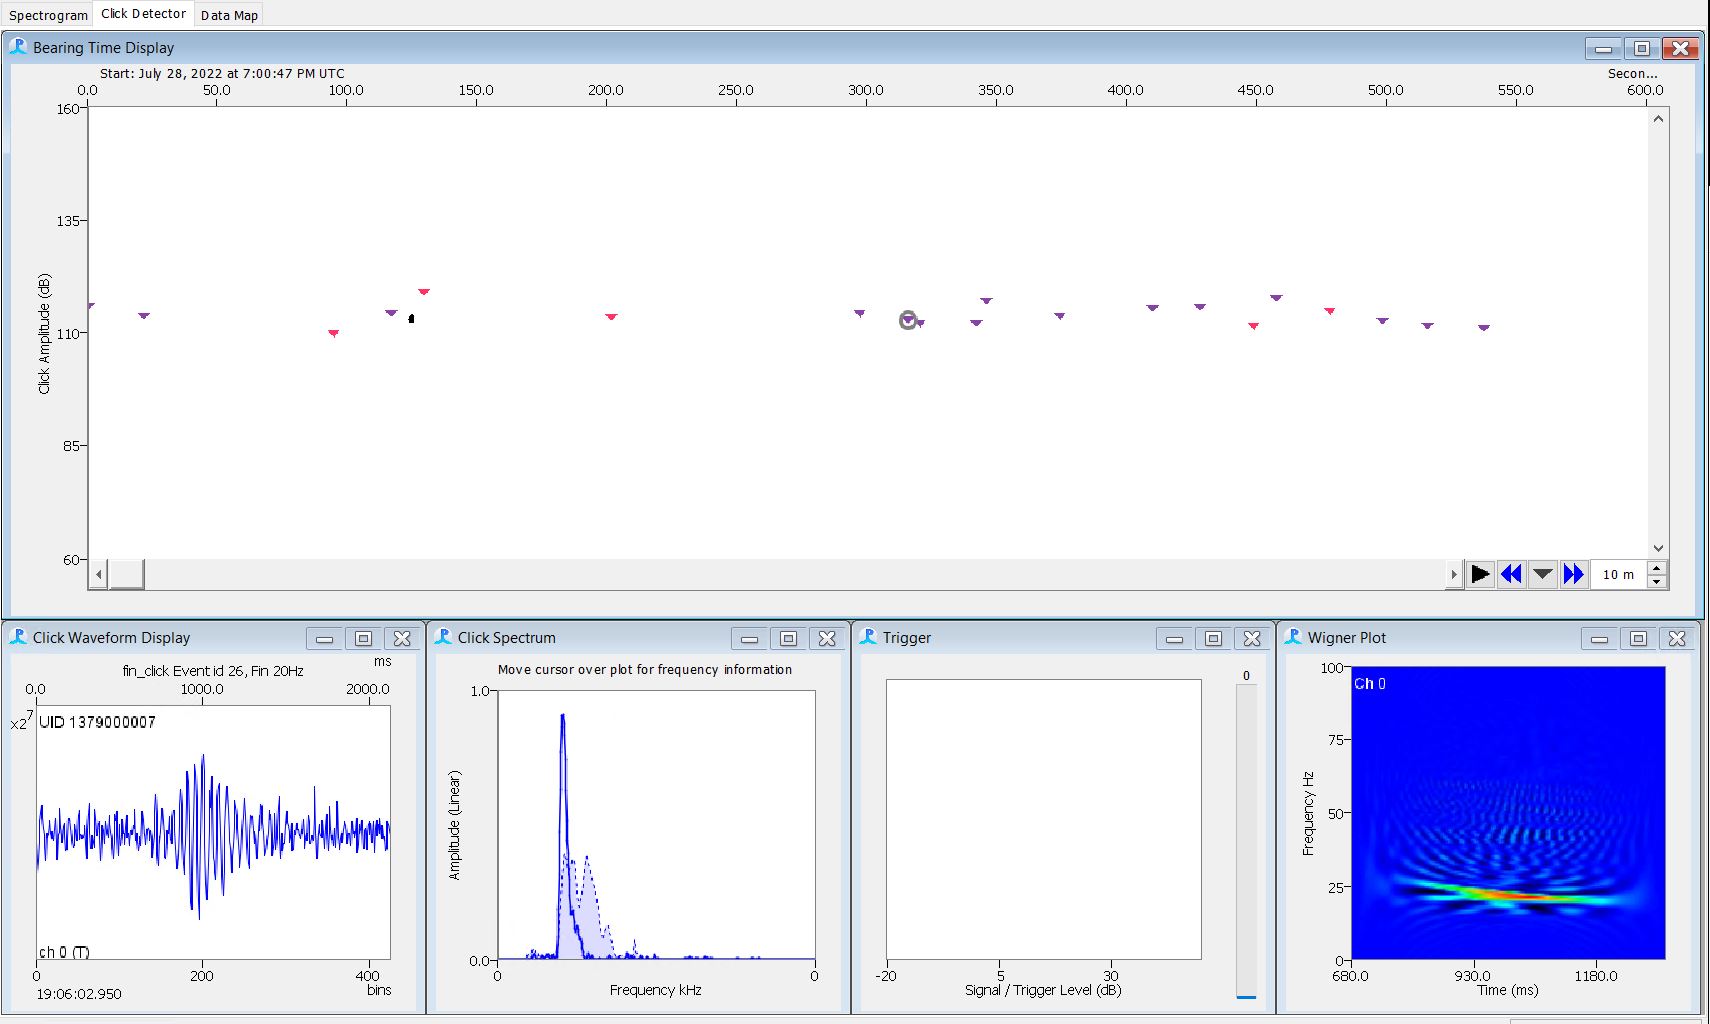 Spectrogram Click Detector Data Map
Bearing Time Display
Start: July 28, 2022 at 7:00:47 PM UTC Secon...
0.0 50.0 100.0 150.0 200.0 250.0 300.0 350.0 400.0 450.0 500.0 550.0 600.0
160
135
110
85
60
Click Amplitude (dB)
10 m
Click Waveform Display
fin_click Event id 26, Fin 20Hz ms
0.0 1000.0 2000.0
x2^7
UID 1379000007
ch 0 (T)
0 200 400
19:06:02.950 bins
Click Spectrum
Move cursor over plot for frequency information
1.0
Amplitude (Linear)
0.0
0 0
Frequency kHz
Trigger
0
-20 5 30
Signal / Trigger Level (dB)
Wigner Plot
Ch 0
100
75
50
25
0
Frequency Hz
680.0 930.0 1180.0
Time (ms)